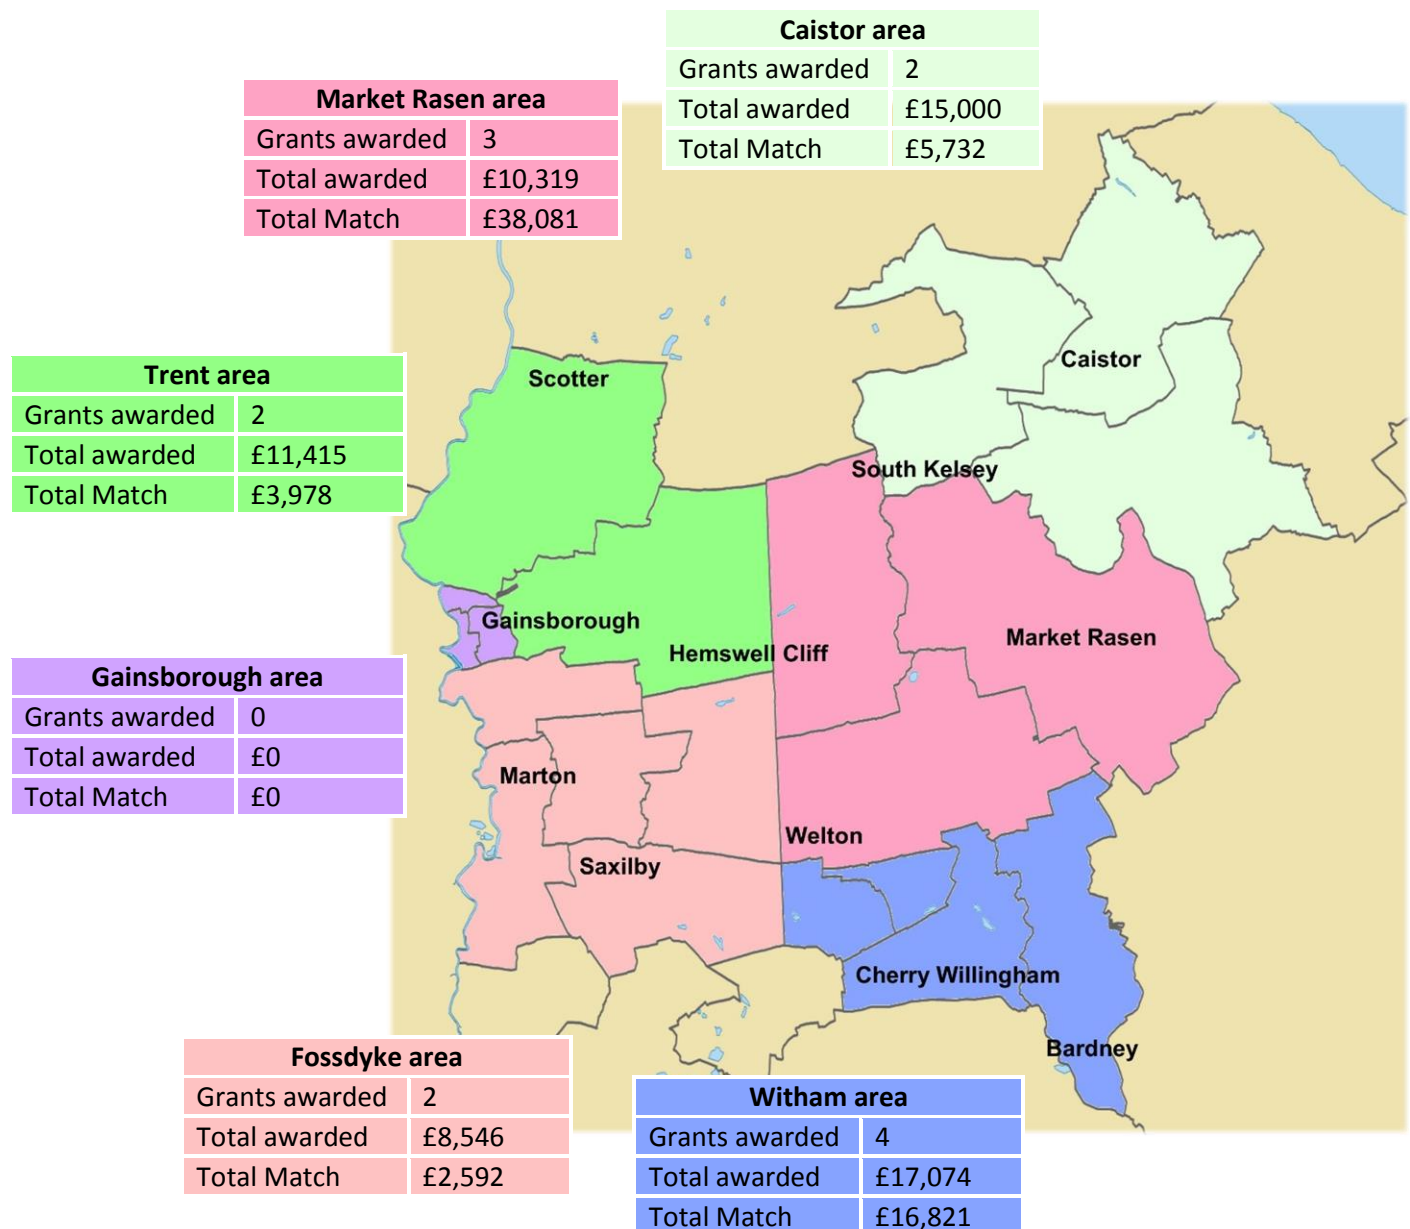 Caistor area
Grants awarded 2
Total awarded £15,000
Total Match £5,732
Market Rasen area
Grants awarded 3
Total awarded £10,319
Total Match £38,081
Trent area
Grants awarded 2
Total awarded £11,415
Total Match £3,978
Gainsborough area
Grants awarded 0
Total awarded £0
Total Match £0
Scotter
Caistor
South Kelsey
Gainsborough
Hemswell Cliff
Market Rasen
Marton
Welton
Saxilby
Cherry Willingham
Bardney
Fossdyke area
Grants awarded 2
Total awarded £8,546
Total Match £2,592
Witham area
Grants awarded 4
Total awarded £17,074
Total Match £16,821